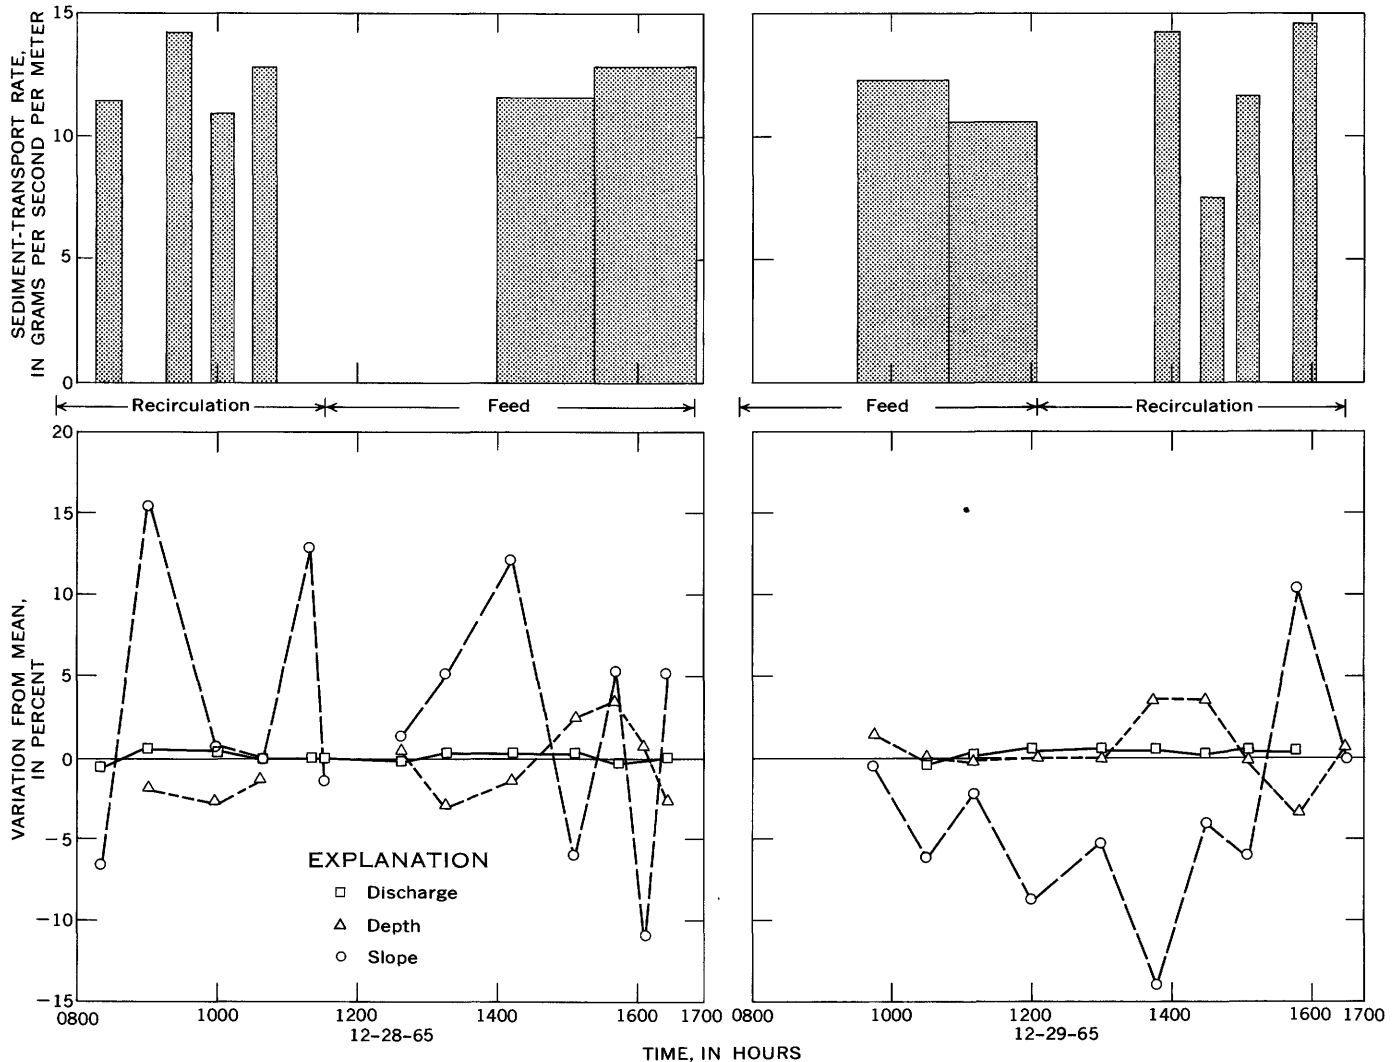 SEDIMENT-TRANSPORT RATE,
IN GRAMS PER SECOND PER METER
15
10
5
0
Recirculation
Feed
Feed
Recirculation
VARIATION FROM MEAN,
IN PERCENT
20
15
10
5
0
−5
−10
−15
EXPLANATION
Discharge
Depth
Slope
0800 1000 1200 1400 1600 1700 0800 1000 1200 1400 1600 1700
12-28-65 12-29-65
TIME, IN HOURS